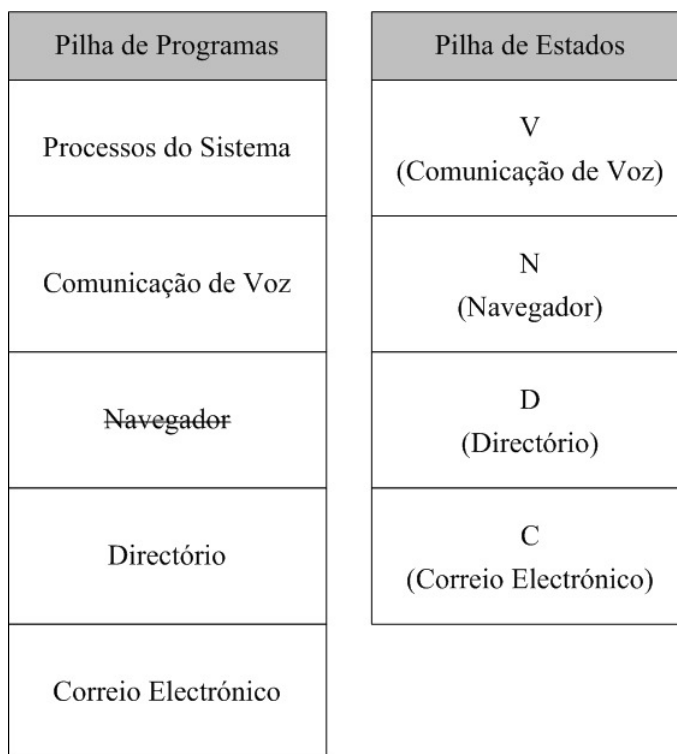 Pilha de Programas
Processos do Sistema
Comunicação de Voz
Navegador
Directório
Correio Electrónico
Pilha de Estados
V
(Comunicação de Voz)
N
(Navegador)
D
(Directório)
C
(Correio Electrónico)